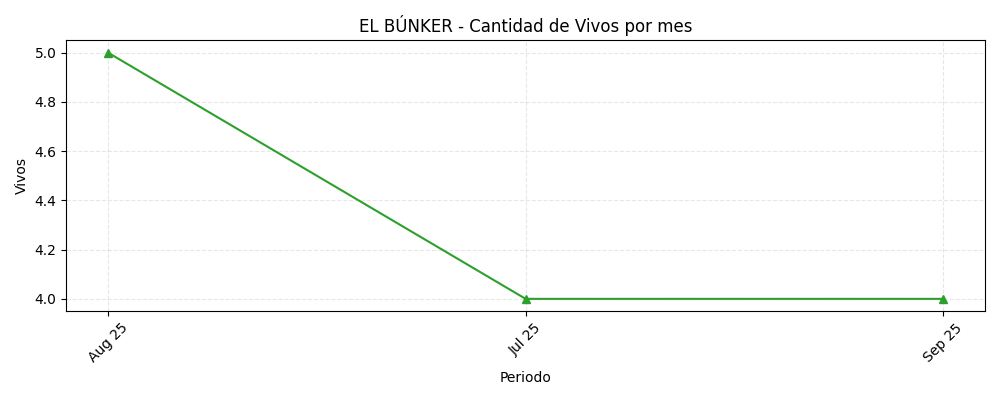 EL BÚNKER - Cantidad de Vivos por mes
5.0
4.8
4.6
4.4
4.2
4.0
Vivos
Aug 25
Jul 25
Sep 25
Periodo